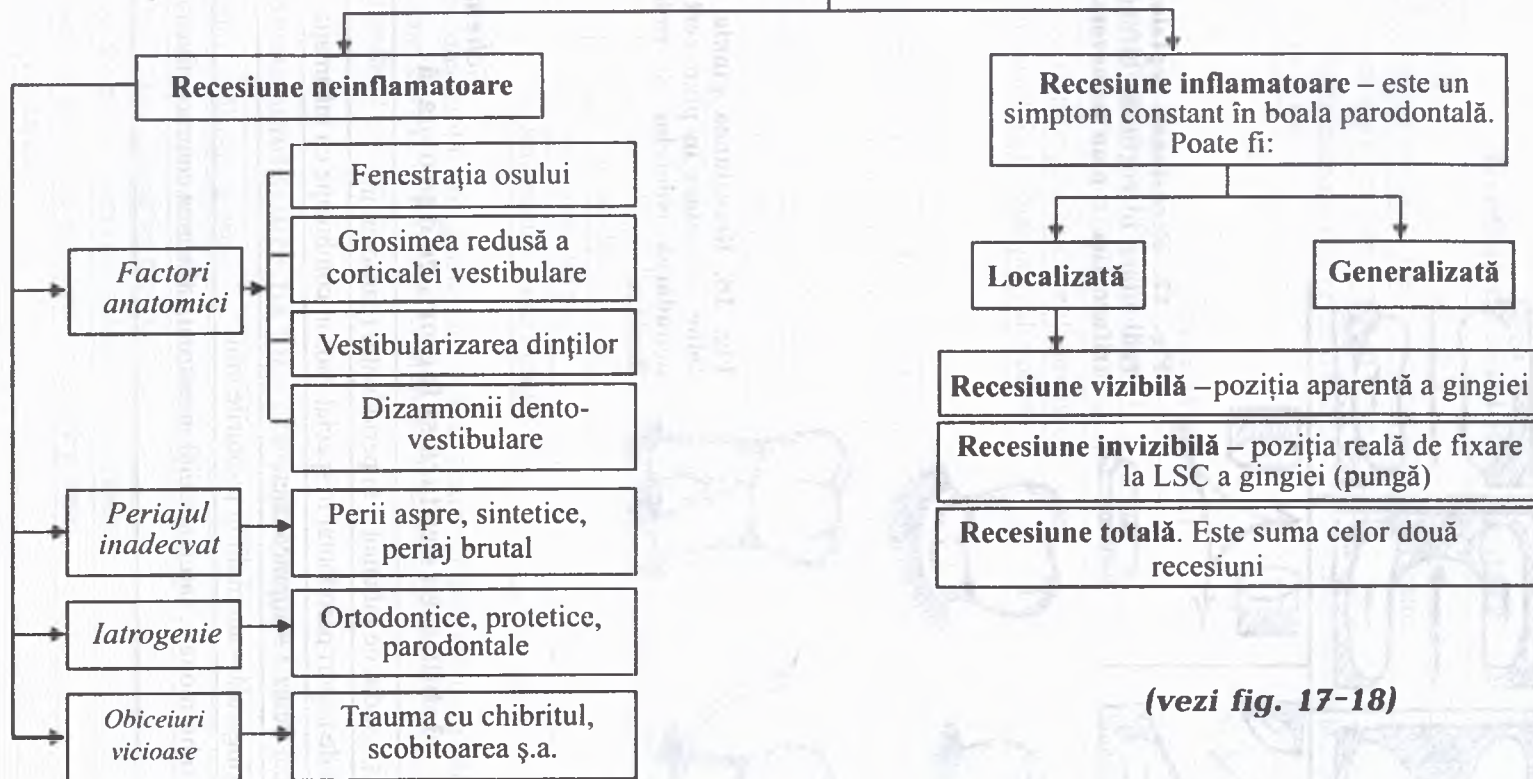 Recesiune neinflamatoare
Factori
anatomici
Fenestrația osului
Grosimea redusă a
corticalei vestibulare
Vestibularizarea dinților
Dizarmonii dento-
vestibulare
Periajul
inadecvat
Perii aspre, sintetice,
periaj brutal
Iatrogenie
Ortodontice, protetice,
parodontale
Obiceiuri
vicioase
Trauma cu chibritul,
scobitoarea ș.a.
Recesiune inflamatoare – este un
simptom constant în boala parodontală.
Poate fi:
Localizată
Generalizată
Recesiune vizibilă –poziția aparentă a gingiei
Recesiune invizibilă – poziția reală de fixare
la LSC a gingiei (pungă)
Recesiune totală. Este suma celor două
recesiuni
(vezi fig. 17-18)